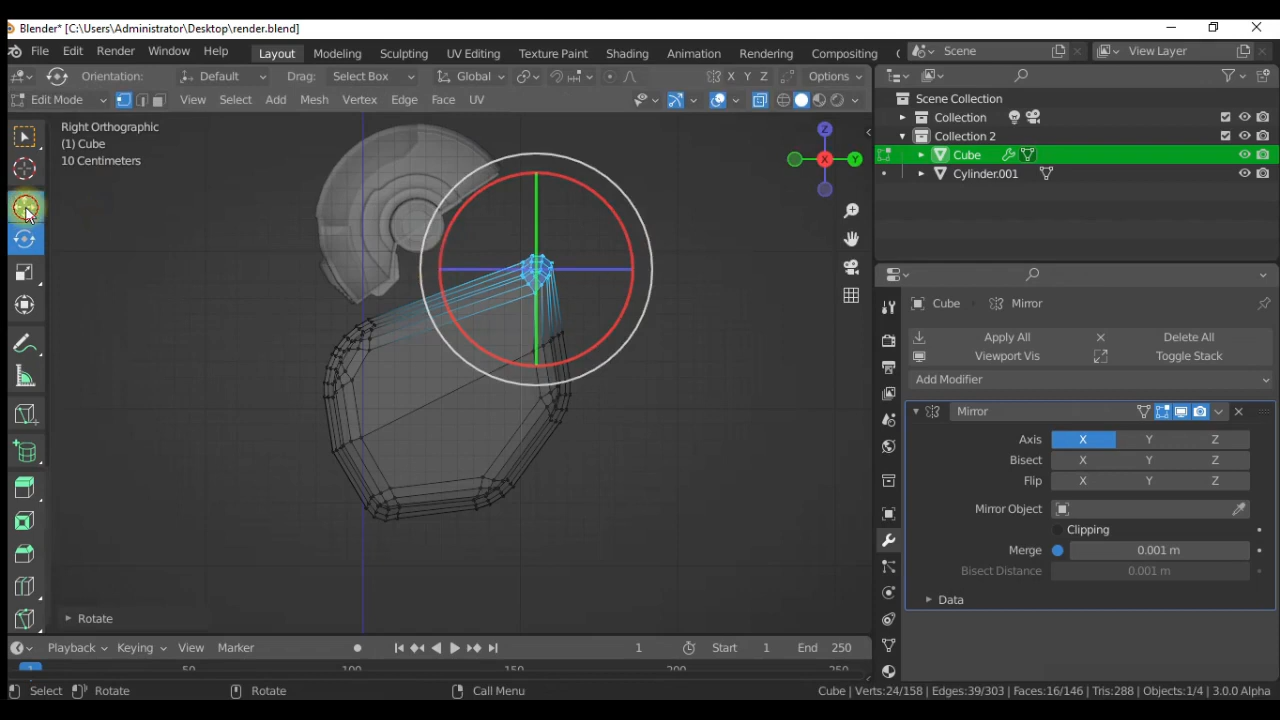 Blender* [C:\Users\Administrator\Desktop\render.blend]
File Edit Render Window Help Layout Modeling Sculpting UV Editing Texture Paint Shading Animation Rendering Compositing Scene View Layer
Orientation: Default Drag: Select Box Global X Y Z Options
Edit Mode View Select Add Mesh Vertex Edge Face UV
Right Orthographic
(1) Cube
10 Centimeters
Z
X
Y
Rotate
Scene Collection
Collection
Collection 2
Cube
Cylinder.001
Cube Mirror
Apply All Delete All
Viewport Vis Toggle Stack
Add Modifier
Mirror
Axis X Y Z
Bisect X Y Z
Flip X Y Z
Mirror Object
Clipping
Merge 0.001 m
Bisect Distance 0.001 m
Data
Playback Keying View Marker 1 Start 1 End 250
1 50 100 150 200 250
Select Rotate Rotate Call Menu Cube | Verts:24/158 | Edges:39/303 | Faces:16/146 | Tris:288 | Objects:1/4 | 3.0.0 Alpha